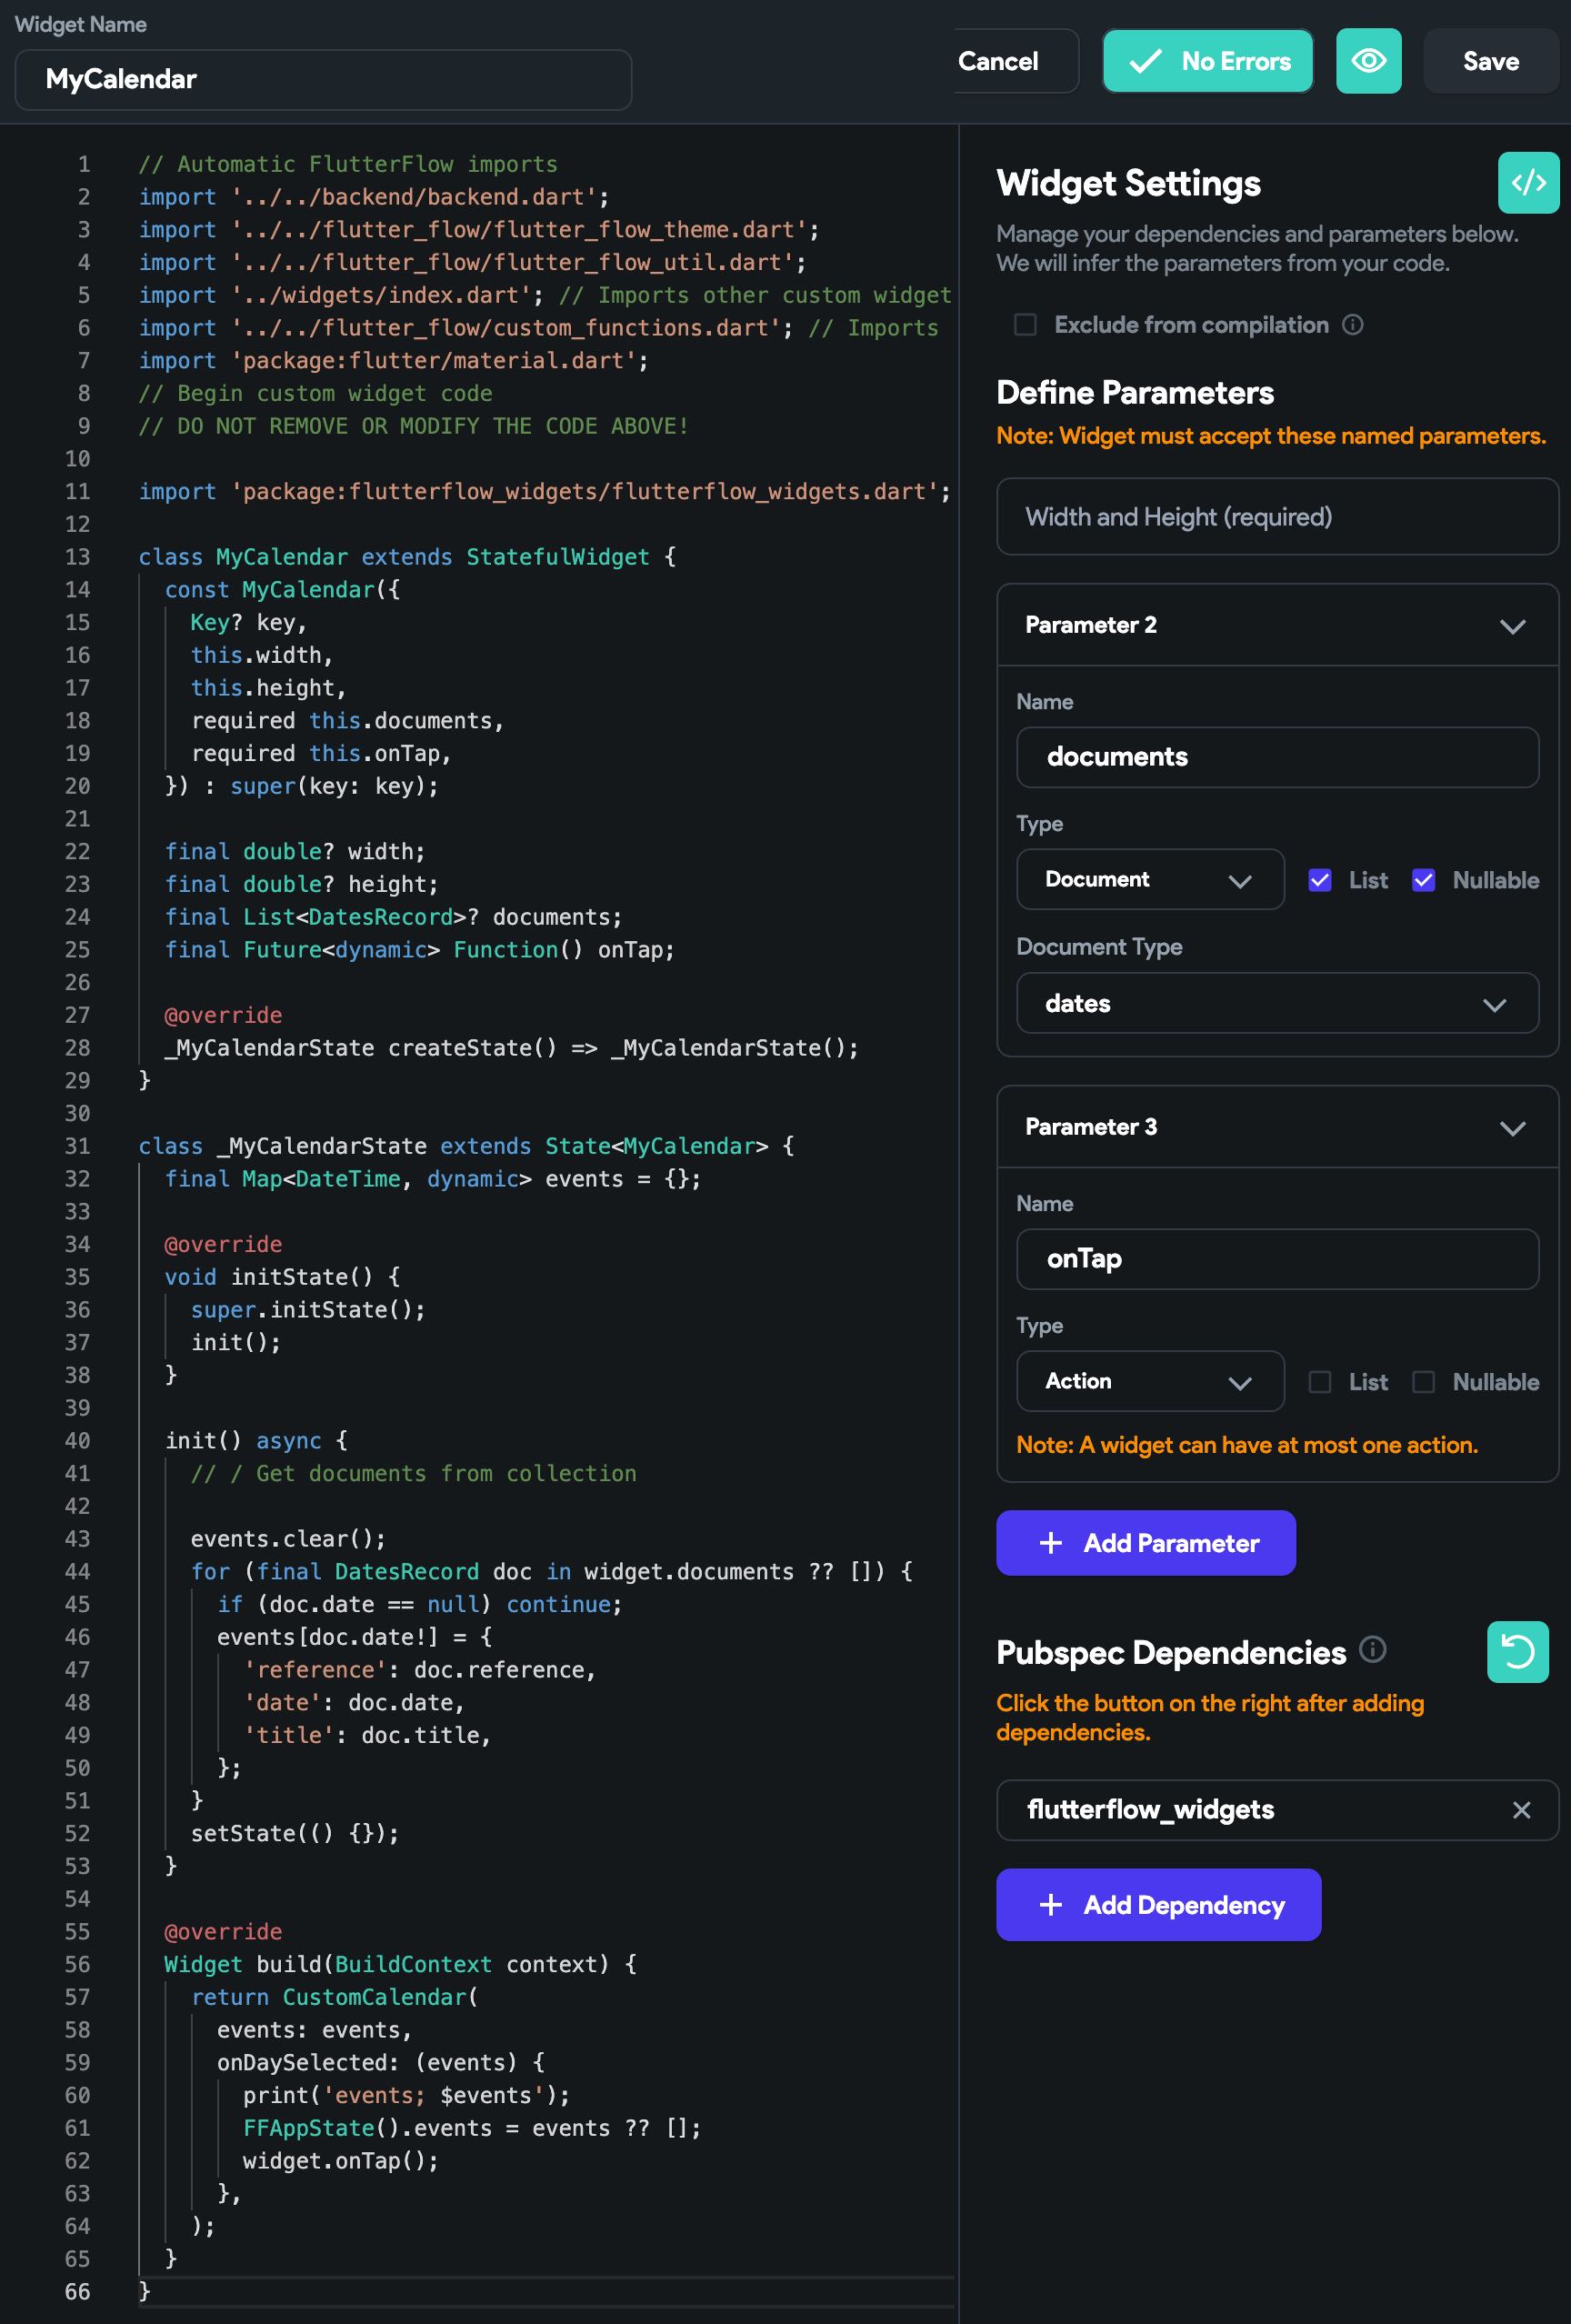 Widget Name
MyCalendar
Cancel
No Errors
Save
1 // Automatic FlutterFlow imports
2 import '../../backend/backend.dart';
3 import '../../flutter_flow/flutter_flow_theme.dart';
4 import '../../flutter_flow/flutter_flow_util.dart';
5 import '../widgets/index.dart'; // Imports other custom widget
6 import '../../flutter_flow/custom_functions.dart'; // Imports
7 import 'package:flutter/material.dart';
8 // Begin custom widget code
9 // DO NOT REMOVE OR MODIFY THE CODE ABOVE!
10
11 import 'package:flutterflow_widgets/flutterflow_widgets.dart';
12
13 class MyCalendar extends StatefulWidget {
14 const MyCalendar({
15 Key? key,
16 this.width,
17 this.height,
18 required this.documents,
19 required this.onTap,
20 }) : super(key: key);
21
22 final double? width;
23 final double? height;
24 final List<DatesRecord>? documents;
25 final Future<dynamic> Function() onTap;
26
27 @override
28 _MyCalendarState createState() => _MyCalendarState();
29 }
30
31 class _MyCalendarState extends State<MyCalendar> {
32 final Map<DateTime, dynamic> events = {};
33
34 @override
35 void initState() {
36 super.initState();
37 init();
38 }
39
40 init() async {
41 // / Get documents from collection
42
43 events.clear();
44 for (final DatesRecord doc in widget.documents ?? []) {
45 if (doc.date == null) continue;
46 events[doc.date!] = {
47 'reference': doc.reference,
48 'date': doc.date,
49 'title': doc.title,
50 };
51 }
52 setState(() {});
53 }
54
55 @override
56 Widget build(BuildContext context) {
57 return CustomCalendar(
58 events: events,
59 onDaySelected: (events) {
60 print('events; $events');
61 FFAppState().events = events ?? [];
62 widget.onTap();
63 },
64 );
65 }
66 }
Widget Settings
</>
Manage your dependencies and parameters below.
We will infer the parameters from your code.
Exclude from compilation
Define Parameters
Note: Widget must accept these named parameters.
Width and Height (required)
Parameter 2
Name
documents
Type
Document List Nullable
Document Type
dates
Parameter 3
Name
onTap
Type
Action List Nullable
Note: A widget can have at most one action.
+ Add Parameter
Pubspec Dependencies
Click the button on the right after adding
dependencies.
flutterflow_widgets
+ Add Dependency